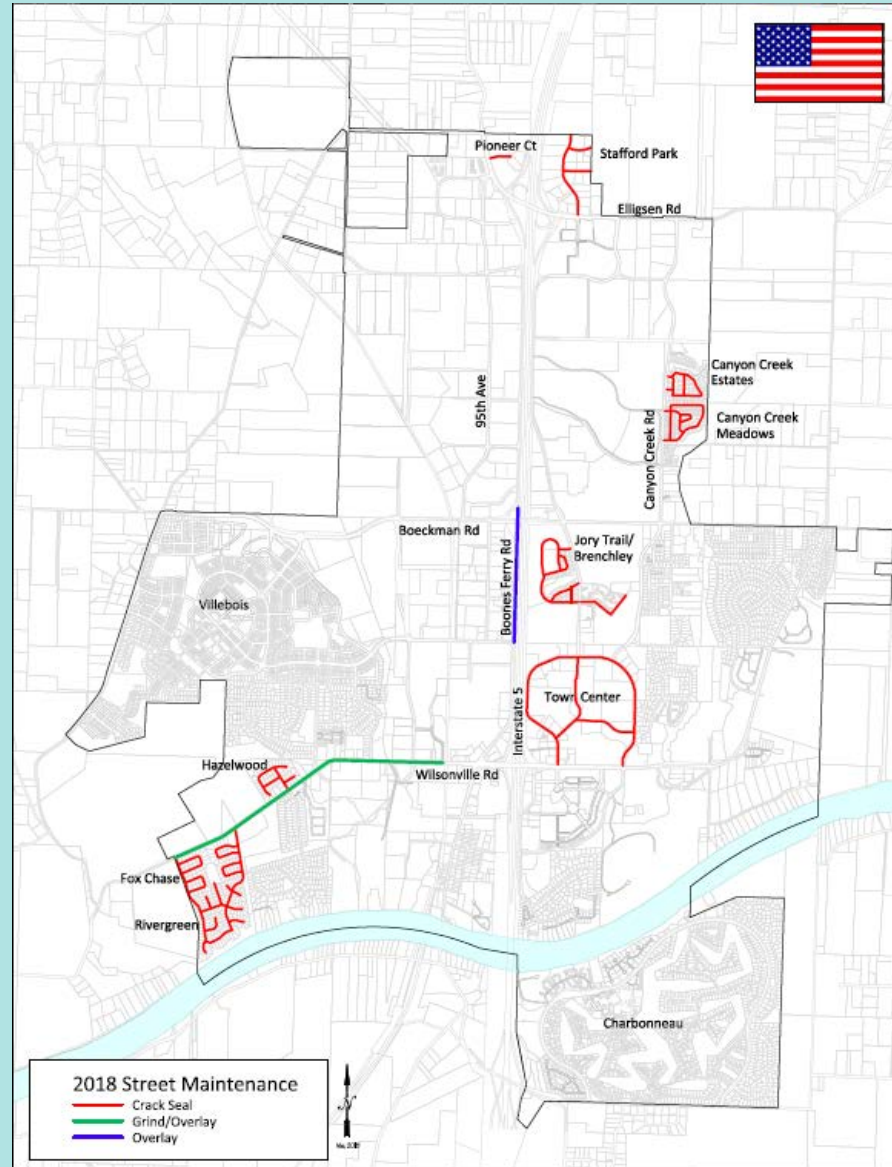 Pioneer Ct
Stafford Park
Elligsen Rd
Canyon Creek
Estates
95th Ave
Canyon Creek Rd
Canyon Creek
Meadows
Boeckman Rd
Boones Ferry Rd
Jory Trail/
Brenchley
Villebois
Interstate 5
Town Center
Hazelwood
Wilsonville Rd
Fox Chase
Rivergreen
Charbonneau
2018 Street Maintenance
Crack Seal
Grind/Overlay
Overlay
N